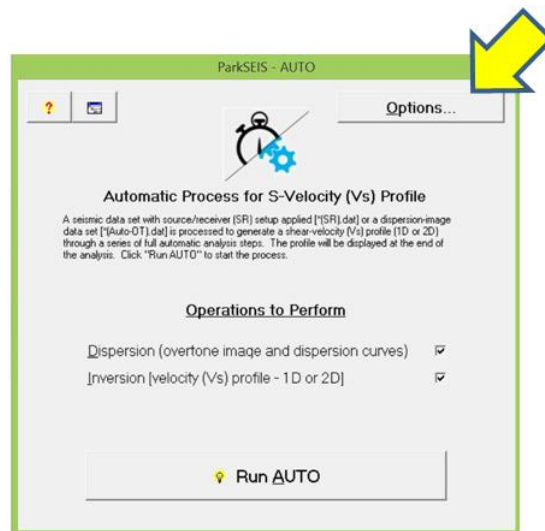 ParkSEIS - AUTO
?
Options...
Automatic Process for S-Velocity (Vs) Profile
A seismic data set with source/receiver (SR) setup applied [*(SR).dat] or a dispersion-image
data set [*(Auto-OT).dat] is processed to generate a shear-velocity (Vs) profile (1D or 2D)
through a series of full automatic analysis steps. The profile will be displayed at the end of
the analysis. Click "Run AUTO" to start the process.
Operations to Perform
Dispersion (overtone image and dispersion curves)
Inversion [velocity (Vs) profile - 1D or 2D]
Run AUTO